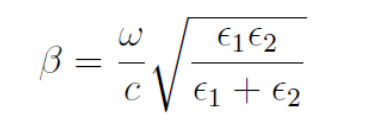 β = ω/c √(ϵ₁ϵ₂/(ϵ₁ + ϵ₂))